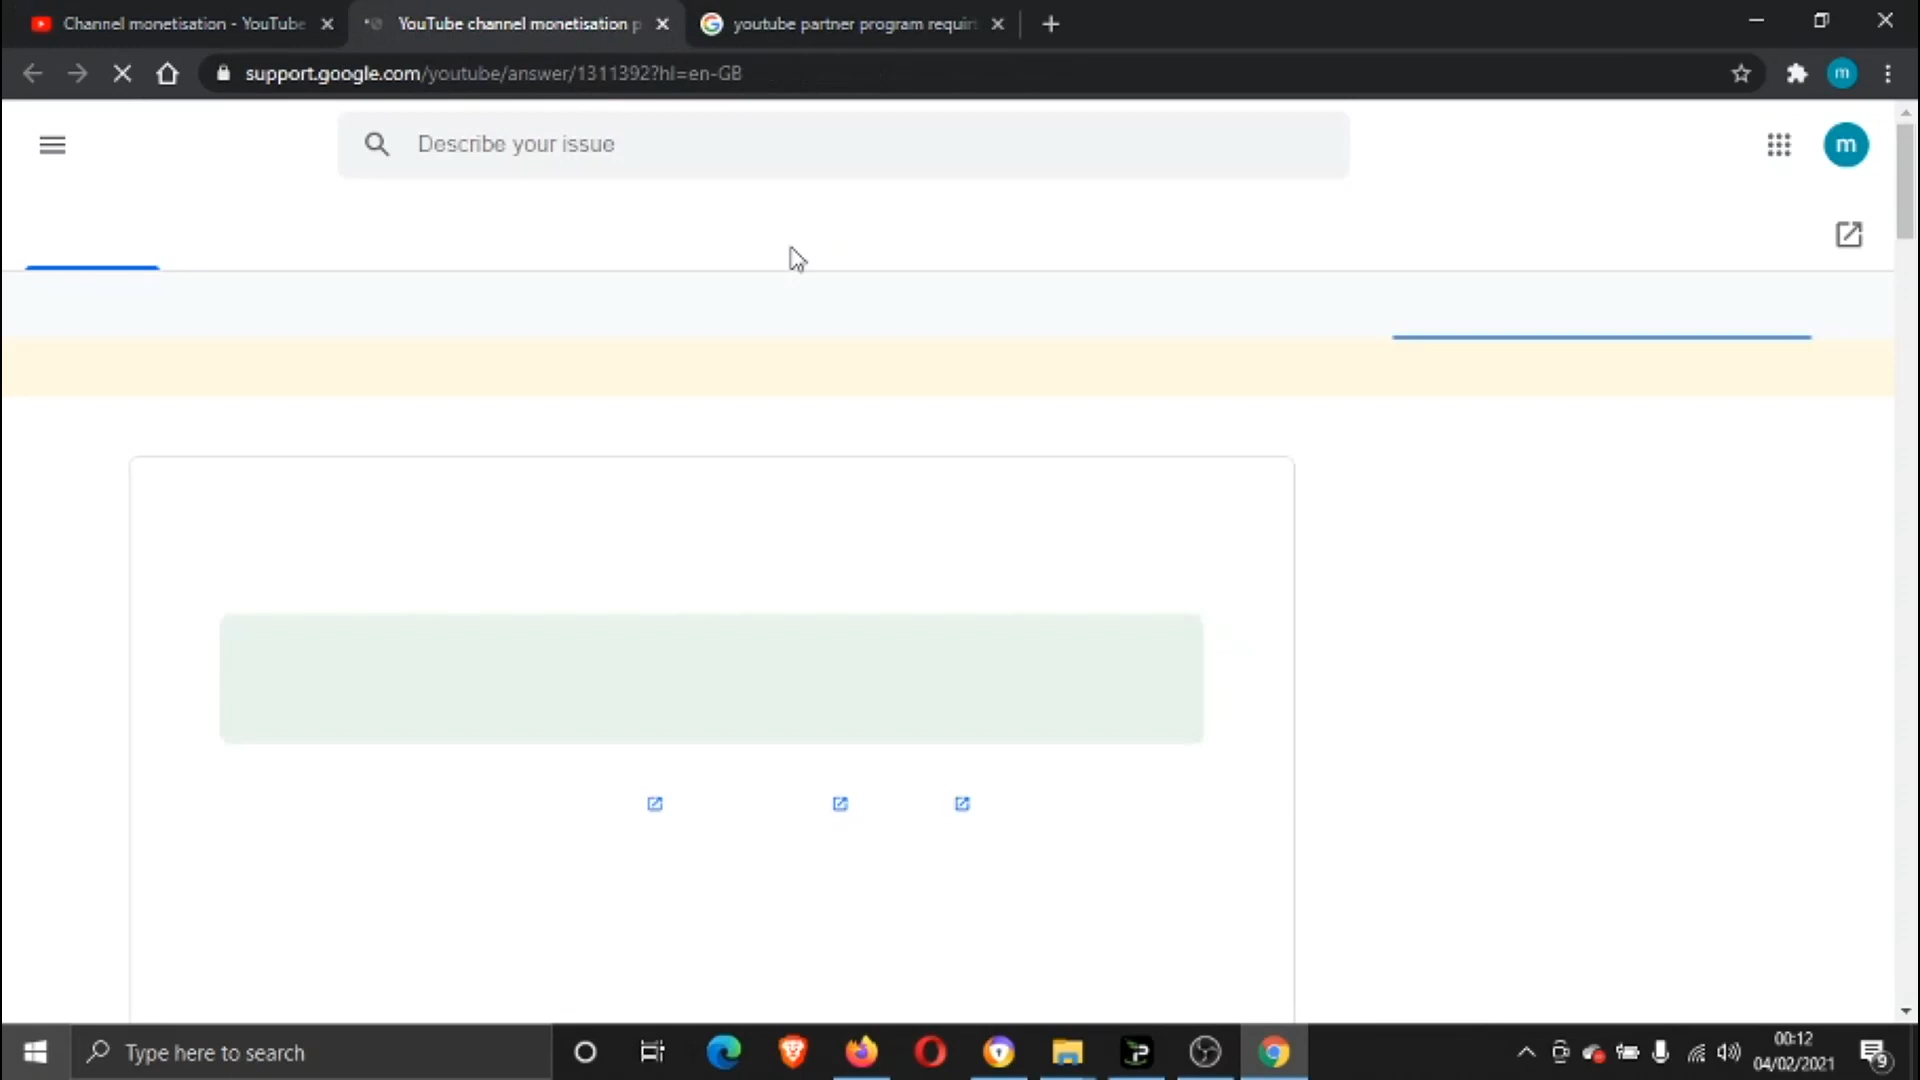 Channel monetisation - YouTube
YouTube channel monetisation p
youtube partner program requir
support.google.com/youtube/answer/1311392?hl=en-GB
m
Describe your issue
m
Type here to search
00:12
04/02/2021
9